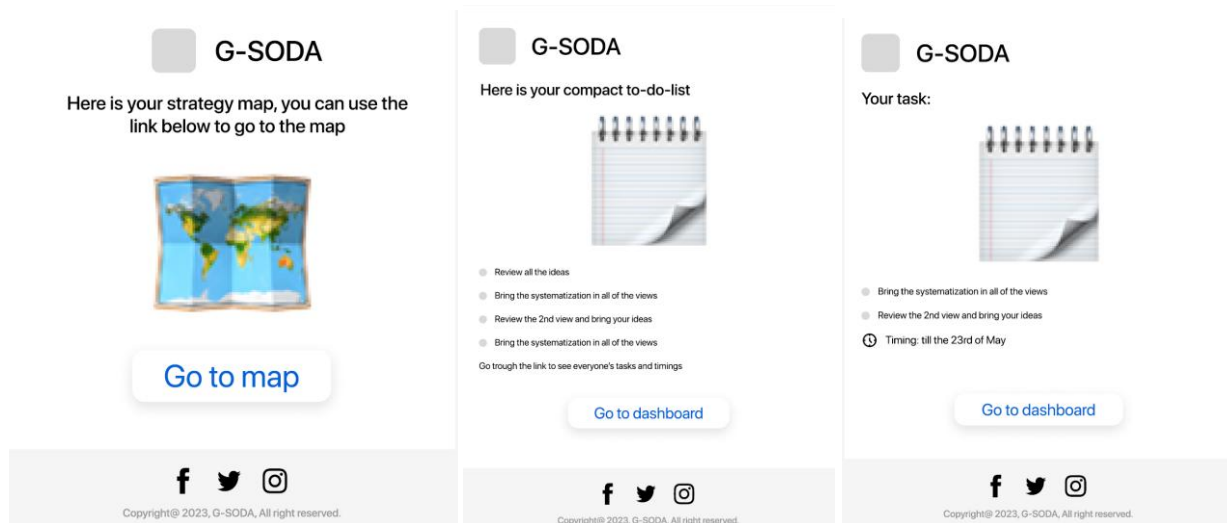 G-SODA
Here is your strategy map, you can use the
link below to go to the map
Go to map
Copyright@ 2023, G-SODA, All right reserved.
G-SODA
Here is your compact to-do-list
Review all the ideas
Bring the systematization in all of the views
Review the 2nd view and bring your ideas
Bring the systematization in all of the views
Go trough the link to see everyone's tasks and timings
Go to dashboard
Copyright@ 2023, G-SODA, All right reserved.
G-SODA
Your task:
Bring the systematization in all of the views
Review the 2nd view and bring your ideas
Timing: till the 23rd of May
Go to dashboard
Copyright@ 2023, G-SODA, All right reserved.